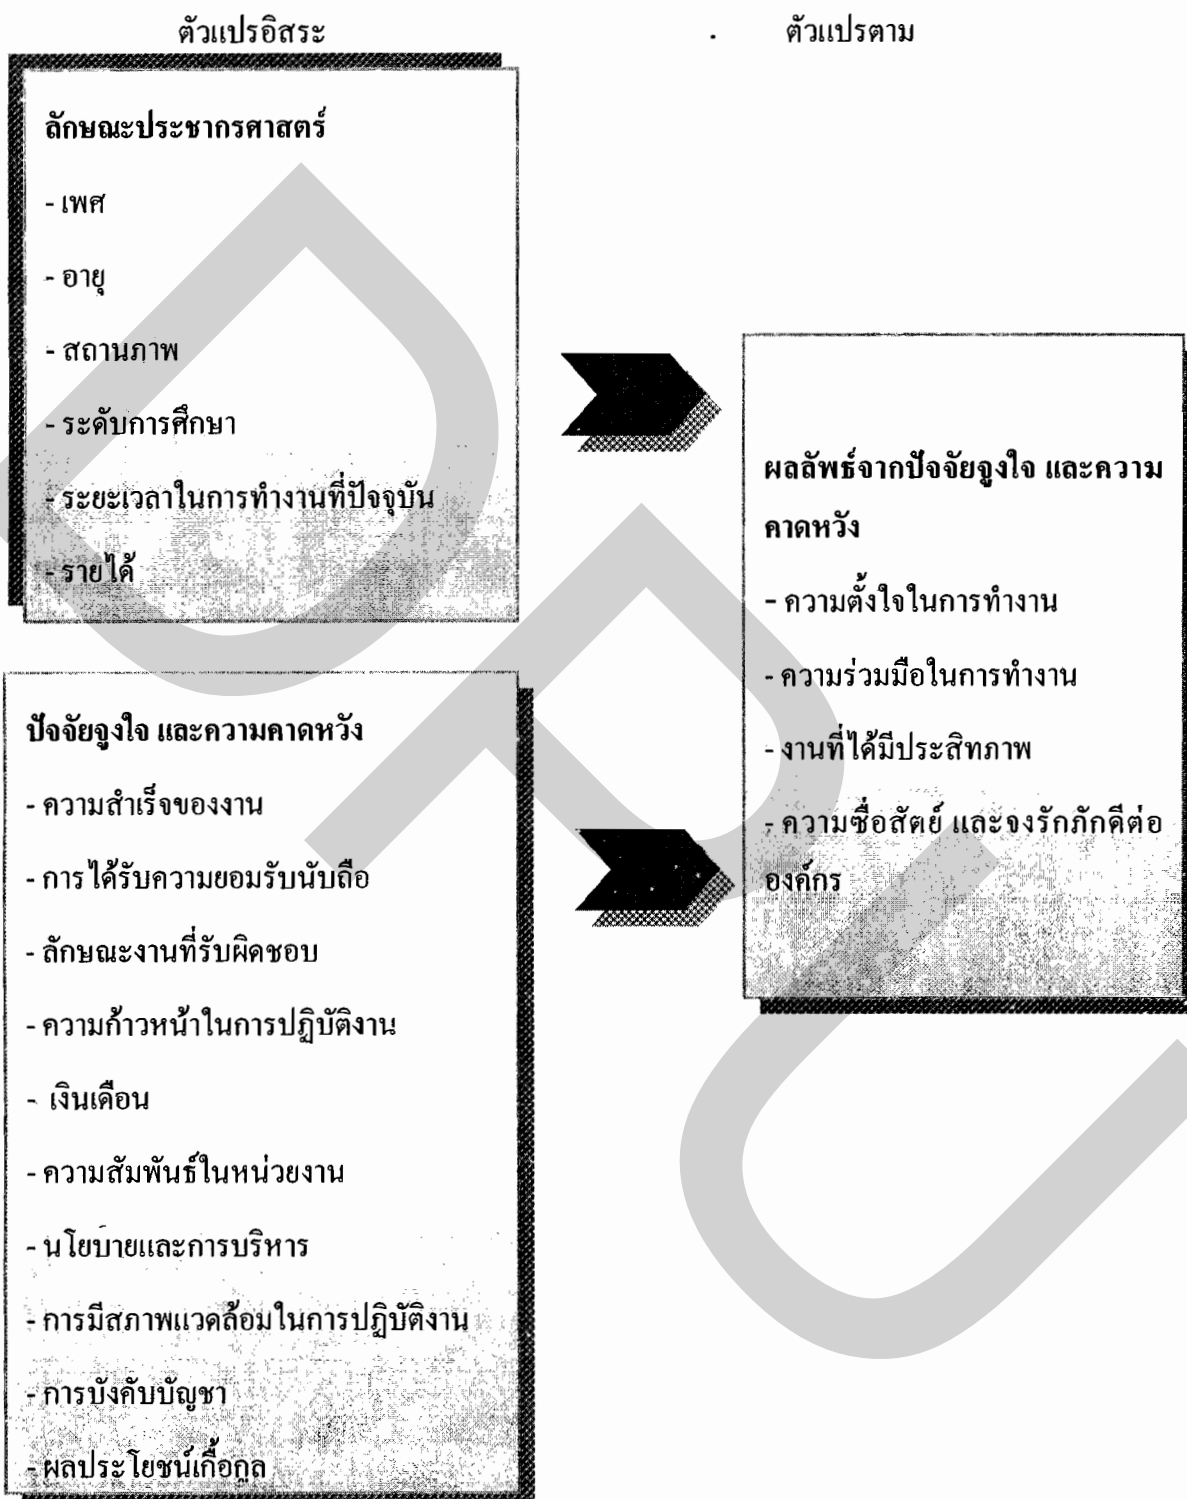 ตัวแปรอิสระ
ตัวแปรตาม
ลักษณะประชากรศาสตร์
- เพศ
- อายุ
- สถานภาพ
- ระดับการศึกษา
- ระยะเวลาในการทำงานที่ปัจจุบัน
- รายได้
ปัจจัยจูงใจ และความคาดหวัง
- ความสำเร็จของงาน
- การได้รับความยอมรับนับถือ
- ลักษณะงานที่รับผิดชอบ
- ความก้าวหน้าในการปฏิบัติงาน
- เงินเดือน
- ความสัมพันธ์ในหน่วยงาน
- นโยบายและการบริหาร
- การมีสภาพแวดล้อมในการปฏิบัติงาน
- การบังคับบัญชา
- ผลประโยชน์เกื้อกูล
ผลลัพธ์จากปัจจัยจูงใจ และความ
คาดหวัง
- ความตั้งใจในการทำงาน
- ความร่วมมือในการทำงาน
- งานที่ได้มีประสิทภาพ
- ความซื่อสัตย์ และจงรักภักดีต่อ
องค์กร
DPU